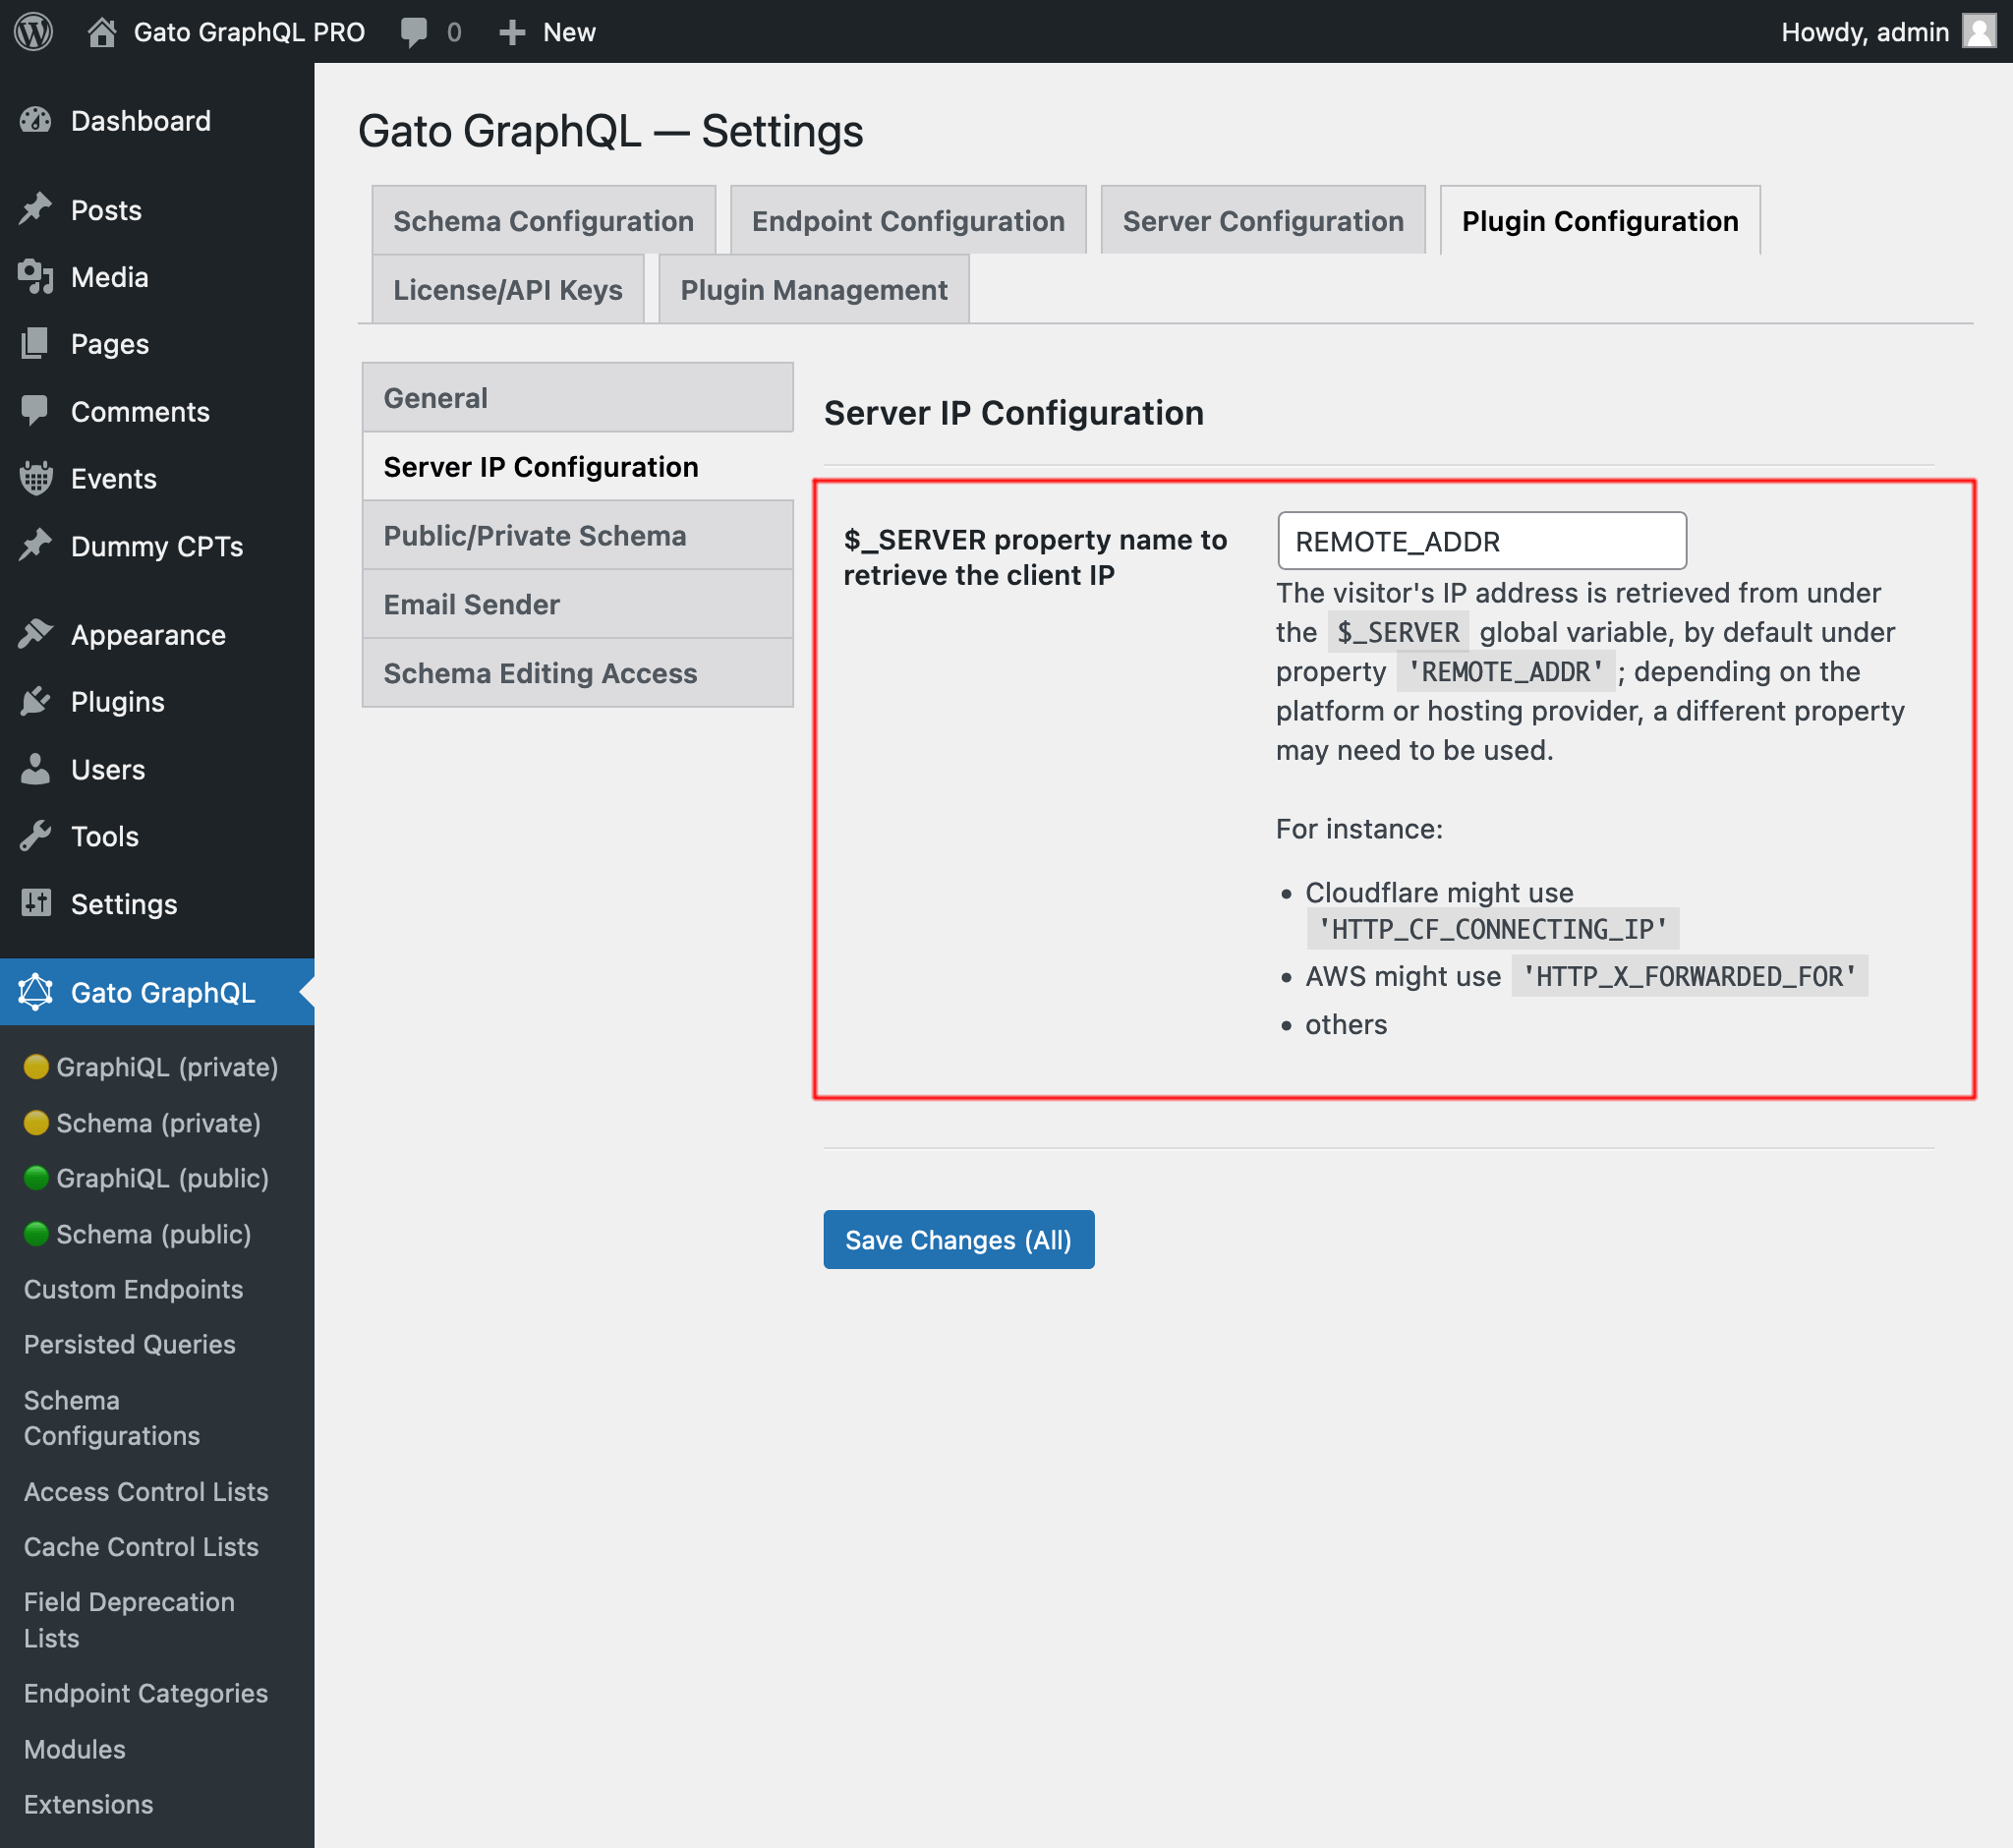 Gato GraphQL PRO
0
New
Howdy, admin
Dashboard
Posts
Media
Pages
Comments
Events
Dummy CPTs
Appearance
Plugins
Users
Tools
Settings
Gato GraphQL
GraphiQL (private)
Schema (private)
GraphiQL (public)
Schema (public)
Custom Endpoints
Persisted Queries
Schema
Configurations
Access Control Lists
Cache Control Lists
Field Deprecation
Lists
Endpoint Categories
Modules
Extensions
Gato GraphQL — Settings
Schema Configuration
Endpoint Configuration
Server Configuration
Plugin Configuration
License/API Keys
Plugin Management
General
Server IP Configuration
Public/Private Schema
Email Sender
Schema Editing Access
Server IP Configuration
$_SERVER property name to
retrieve the client IP
REMOTE_ADDR
The visitor's IP address is retrieved from under
the $_SERVER global variable, by default under
property 'REMOTE_ADDR' ; depending on the
platform or hosting provider, a different property
may need to be used.
For instance:
• Cloudflare might use
'HTTP_CF_CONNECTING_IP'
• AWS might use 'HTTP_X_FORWARDED_FOR'
• others
Save Changes (All)